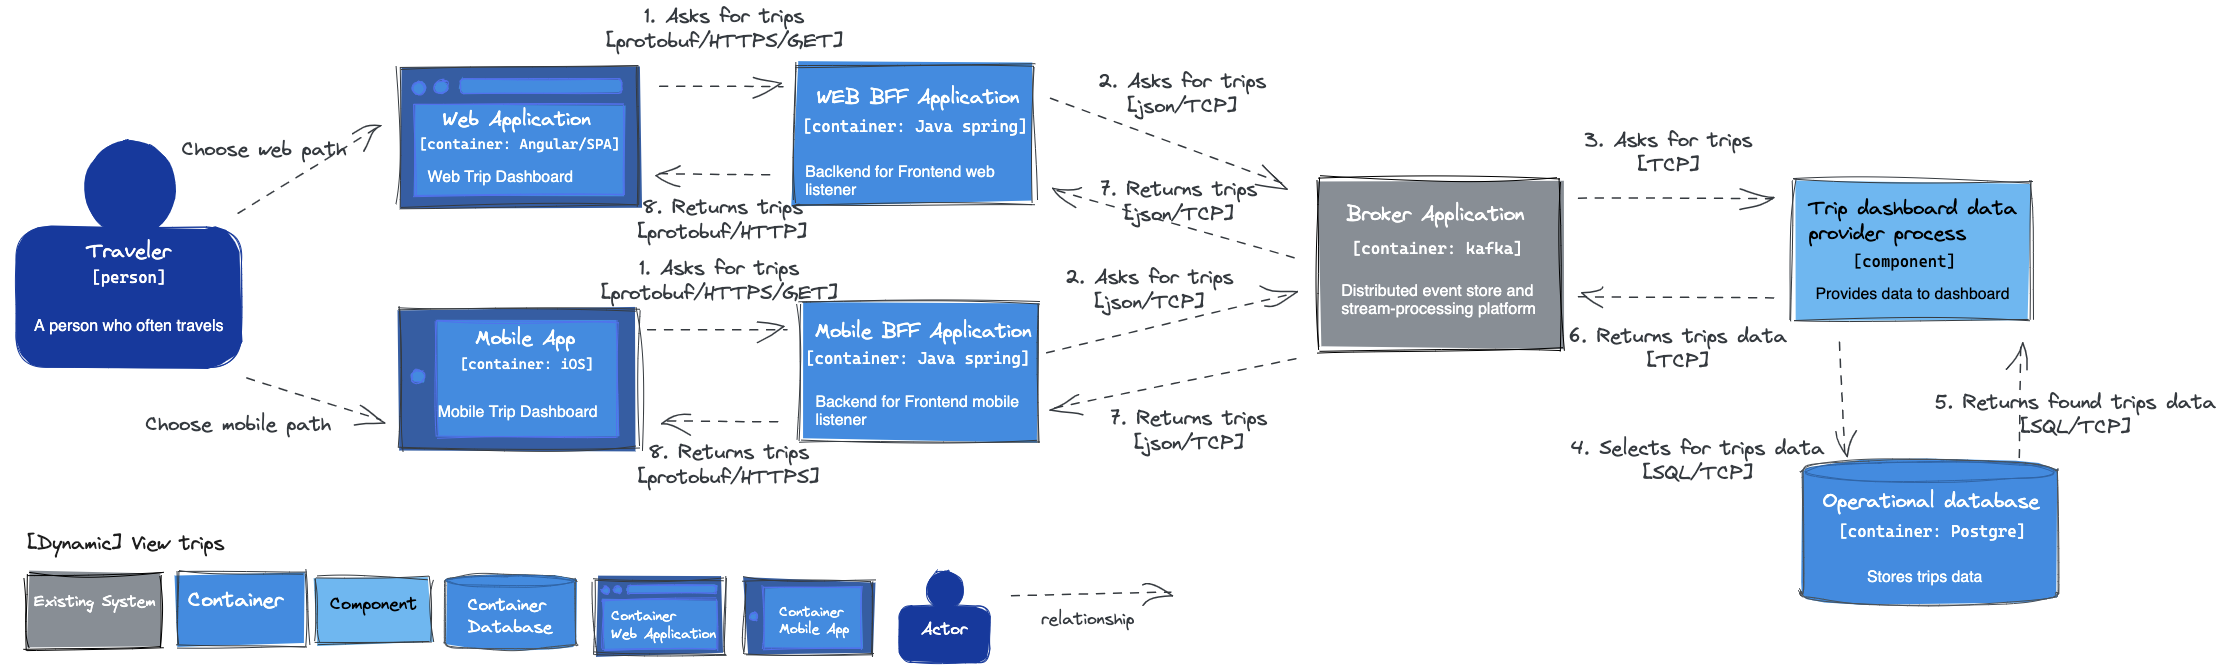 1. Asks for trips
[protobuf/HTTPS/GET]
Choose web path
Traveler
[person]
A person who often travels
Choose mobile path
Web Application
[container: Angular/SPA]
Web Trip Dashboard
8. Returns trips
[protobuf/HTTP]
WEB BFF Application
[container: Java spring]
Baclkend for Frontend web
listener
1. Asks for trips
[protobuf/HTTPS/GET]
Mobile App
[container: iOS]
Mobile Trip Dashboard
8. Returns trips
[protobuf/HTTPS]
Mobile BFF Application
[container: Java spring]
Backend for Frontend mobile
listener
2. Asks for trips
[json/TCP]
7. Returns trips
[json/TCP]
2. Asks for trips
[json/TCP]
7. Returns trips
[json/TCP]
Broker Application
[container: kafka]
Distributed event store and
stream-processing platform
3. Asks for trips
[TCP]
6. Returns trips data
[TCP]
Trip dashboard data
provider process
[component]
Provides data to dashboard
4. Selects for trips data
[SQL/TCP]
5. Returns found trips data
[SQL/TCP]
Operational database
[container: Postgre]
Stores trips data
[Dynamic] View trips
Existing System
Container
Component
Container
Database
Container
Web Application
Container
Mobile App
Actor
relationship